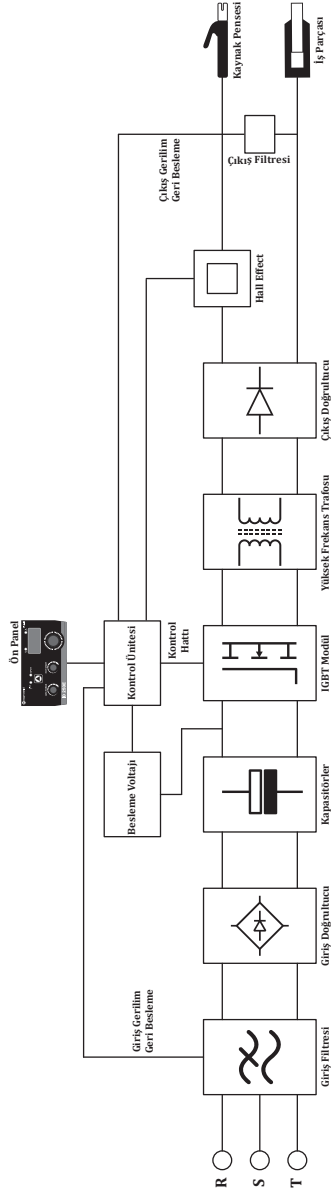 R
S
T
Giriş Filtresi
Giriş Gerilim
Geri Besleme
Giriş Doğrultucu
Kapasitörler
Besleme Voltajı
Ön Panel
Kontrol Ünitesi
Kontrol
Hattı
IGBT Modül
Yüksek Frekans Trafosu
Çıkış Doğrultucu
Hall Effect
Çıkış Gerilim
Geri Besleme
Çıkış Filtresi
Kaynak Pensesi
İş Parçası